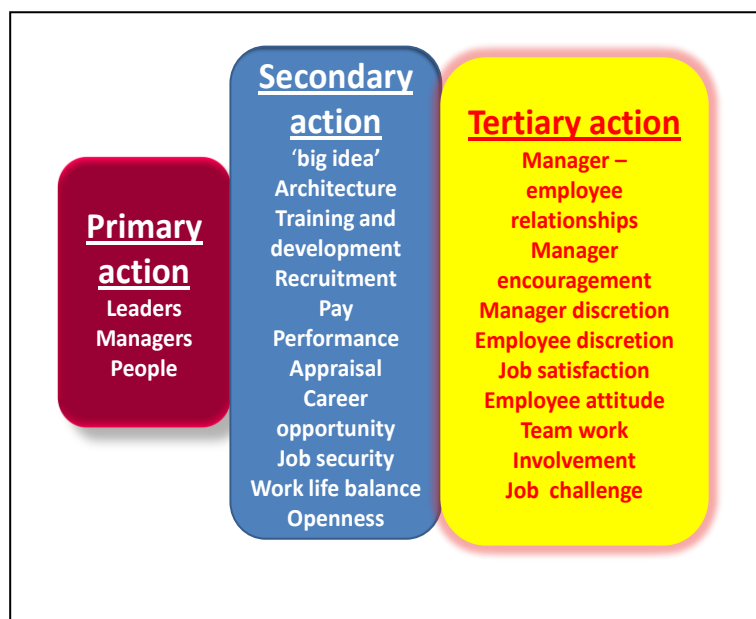 Primary
action
Leaders
Managers
People
Secondary
action
‘big idea’
Architecture
Training and
development
Recruitment
Pay
Performance
Appraisal
Career
opportunity
Job security
Work life balance
Openness
Tertiary action
Manager –
employee
relationships
Manager
encouragement
Manager discretion
Employee discretion
Job satisfaction
Employee attitude
Team work
Involvement
Job  challenge